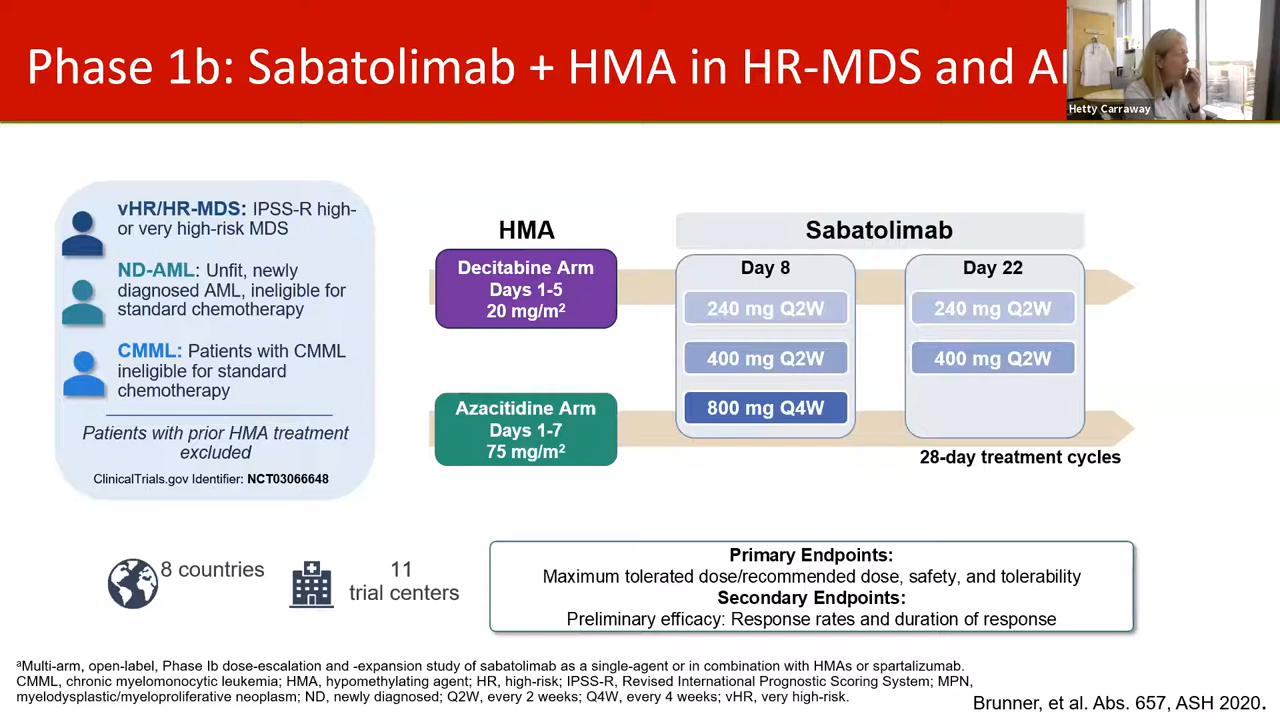 Phase 1b: Sabatolimab + HMA in HR-MDS and
Hetty Carraway
vHR/HR-MDS: IPSS-R high-
or very high-risk MDS
ND-AML: Unfit, newly
diagnosed AML, ineligible for
standard chemotherapy
CMML: Patients with CMML
ineligible for standard
chemotherapy
Patients with prior HMA treatment
excluded
ClinicalTrials.gov Identifier: NCT03066648
HMA
Decitabine Arm
Days 1-5
20 mg/m²
Azacitidine Arm
Days 1-7
75 mg/m²
Sabatolimab
Day 8
240 mg Q2W
400 mg Q2W
800 mg Q4W
Day 22
240 mg Q2W
400 mg Q2W
28-day treatment cycles
8 countries
11
trial centers
Primary Endpoints:
Maximum tolerated dose/recommended dose, safety, and tolerability
Secondary Endpoints:
Preliminary efficacy: Response rates and duration of response
ᵃMulti-arm, open-label, Phase Ib dose-escalation and -expansion study of sabatolimab as a single-agent or in combination with HMAs or spartalizumab.
CMML, chronic myelomonocytic leukemia; HMA, hypomethylating agent; HR, high-risk; IPSS-R, Revised International Prognostic Scoring System; MPN,
myelodysplastic/myeloproliferative neoplasm; ND, newly diagnosed; Q2W, every 2 weeks; Q4W, every 4 weeks; vHR, very high-risk.
Brunner, et al. Abs. 657, ASH 2020.